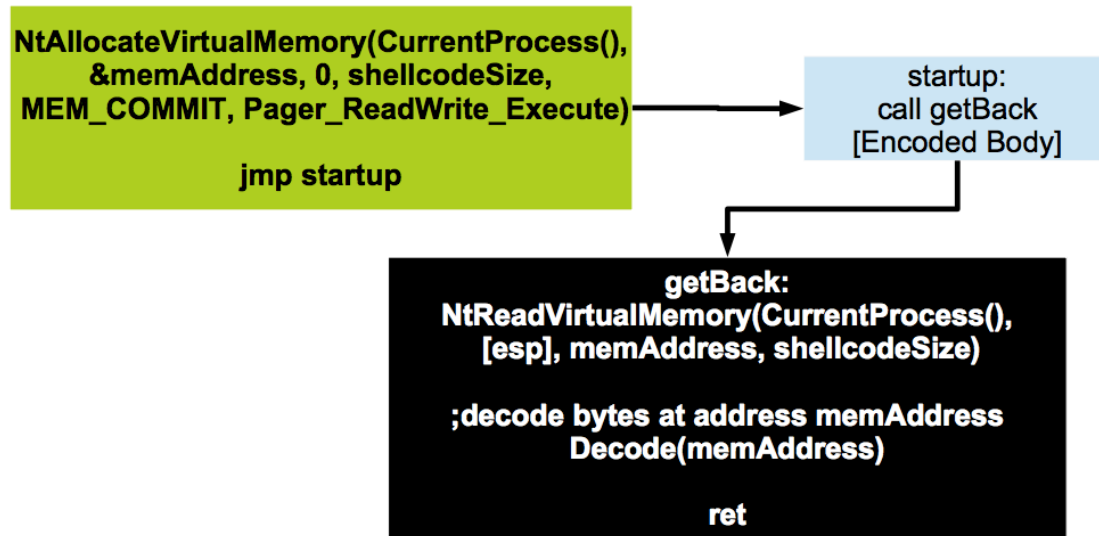 NtAllocateVirtualMemory(CurrentProcess(),
&memAddress, 0, shellcodeSize,
MEM_COMMIT, Pager_ReadWrite_Execute)
jmp startup
startup:
call getBack
[Encoded Body]
getBack:
NtReadVirtualMemory(CurrentProcess(),
[esp], memAddress, shellcodeSize)
;decode bytes at address memAddress
Decode(memAddress)
ret